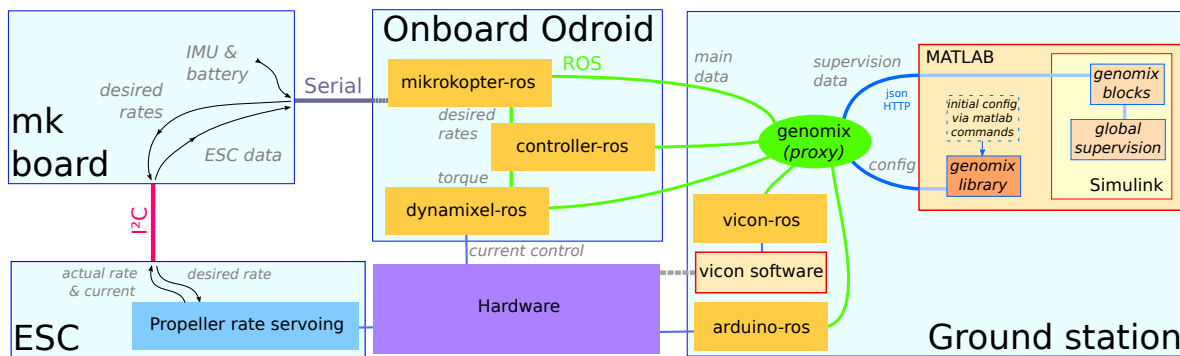 IMU &
battery
desired
rates
mk
board
ESC data
Serial
I²C
actual rate
& current
desired rate
Propeller rate servoing
ESC
Onboard Odroid
mikrokopter-ros
ROS
desired
rates
controller-ros
torque
dynamixel-ros
current control
Hardware
main
data
genomix
(proxy)
vicon-ros
vicon software
arduino-ros
supervision
data
json
HTTP
config
MATLAB
initial config
via matlab
commands
genomix
library
genomix
blocks
global
supervision
Simulink
Ground station